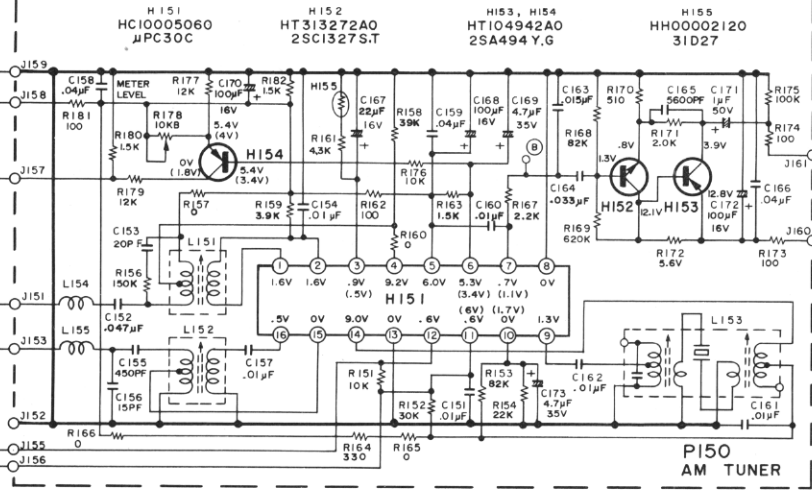 H151
HC10005060
µPC30C
H152
HT313272A0
2SC1327S.T
H153, H154
HT104942A0
2SA494Y,G
H155
HH00002120
31D27
J159
J158
C158
.04µF
METER
LEVEL
R181
100
R180
1.5K
R178
10KB
R177
12K
C170
100µF
16V
R182
1.5K
H155
R161
4.3K
C167
22µF
16V
R158
39K
C159
.04µF
C168
100µF
16V
C169
4.7µF
35V
C163
.015µF
R168
82K
R170
510
C165
5600PF
C171
1µF
50V
R175
100K
R174
100
J161
R171
2.0K
3.9V
.8V
1.3V
H152
12.1V
H153
12.8V
C172
100µF
16V
C166
.04µF
J160
R173
100
R172
5.6V
R169
620K
B
C164
.033µF
R167
2.2K
C160
.01µF
R163
1.5K
R176
10K
5.4V
(4V)
0V
(1.8V)
H154
5.4V
(3.4V)
J157
R179
12K
R157
0
R159
3.9K
C154
.01µF
R162
100
R160
0
C153
20PF
L151
R156
150K
J151
L154
C152
.047µF
1 2 3 4 5 6 7 8
1.6V 1.6V .9V (.5V) 9.2V 6.0V 5.3V (3.4V) .7V (1.1V) 0V
H151
.5V 0V 9.0V 0V .6V (6V) .6V (1.7V) 0V 1.3V
16 15 14 13 12 11 10 9
J153
L155
L152
C155
450PF
C156
15PF
C157
.01µF
R151
10K
R152
30K
C151
.01µF
R153
82K
R154
22K
C173
4.7µF
35V
C162
.01µF
L153
C161
.01µF
J152
R166
0
R164
330
R165
0
J155
J156
P150
AM TUNER